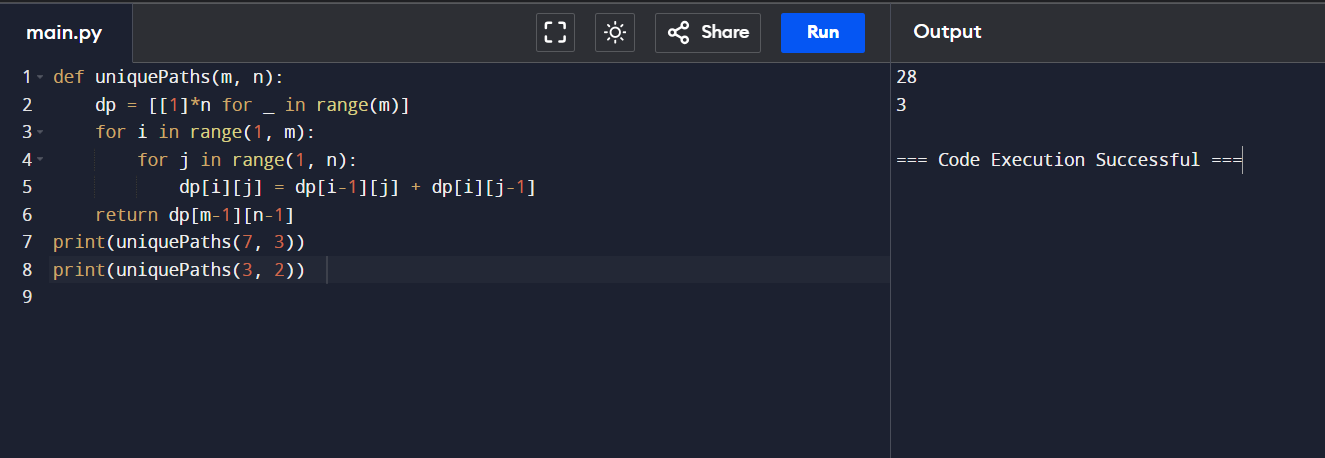 main.py
Share
Run
Output
1 def uniquePaths(m, n):
2     dp = [[1]*n for _ in range(m)]
3     for i in range(1, m):
4         for j in range(1, n):
5             dp[i][j] = dp[i-1][j] + dp[i][j-1]
6     return dp[m-1][n-1]
7 print(uniquePaths(7, 3))
8 print(uniquePaths(3, 2))
9
28
3
=== Code Execution Successful ===